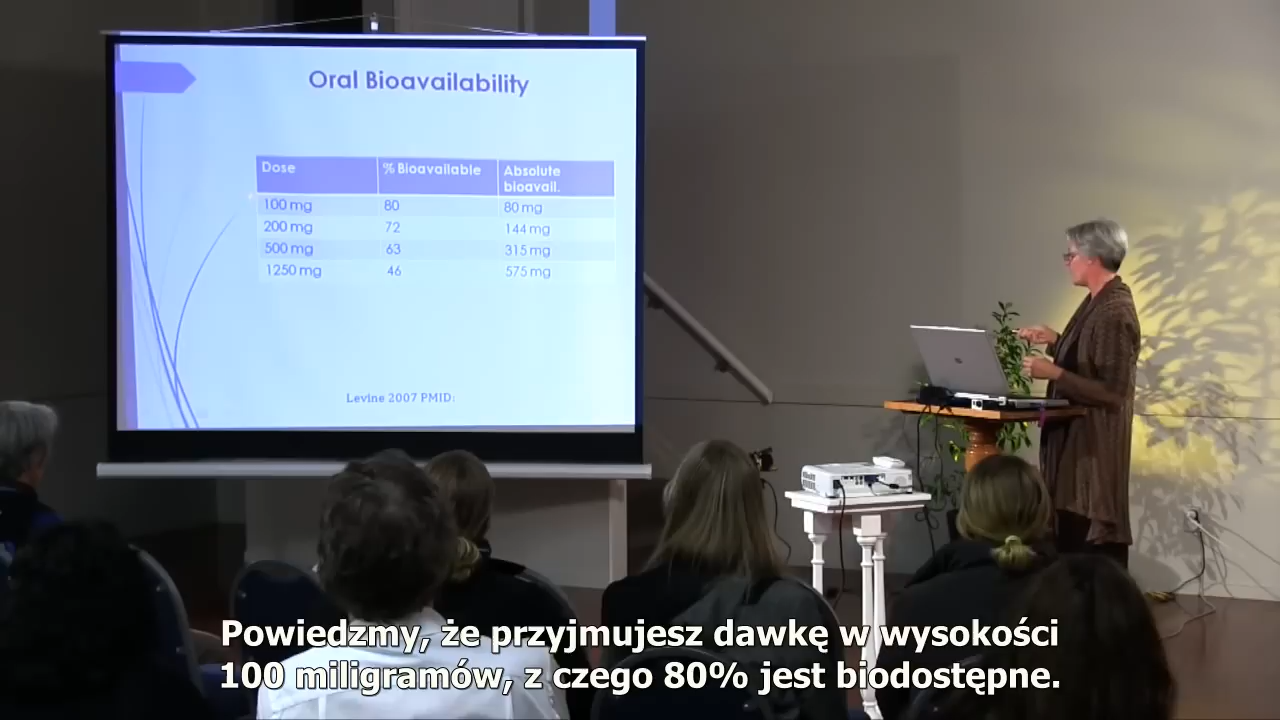 Oral Bioavailability
Dose % Bioavailable Absolute bioavail.
100 mg 80 80 mg
200 mg 72 144 mg
500 mg 63 315 mg
1250 mg 46 575 mg
Levine 2007 PMID:
Powiedzmy, że przyjmujesz dawkę w wysokości
100 miligramów, z czego 80% jest biodostępne.